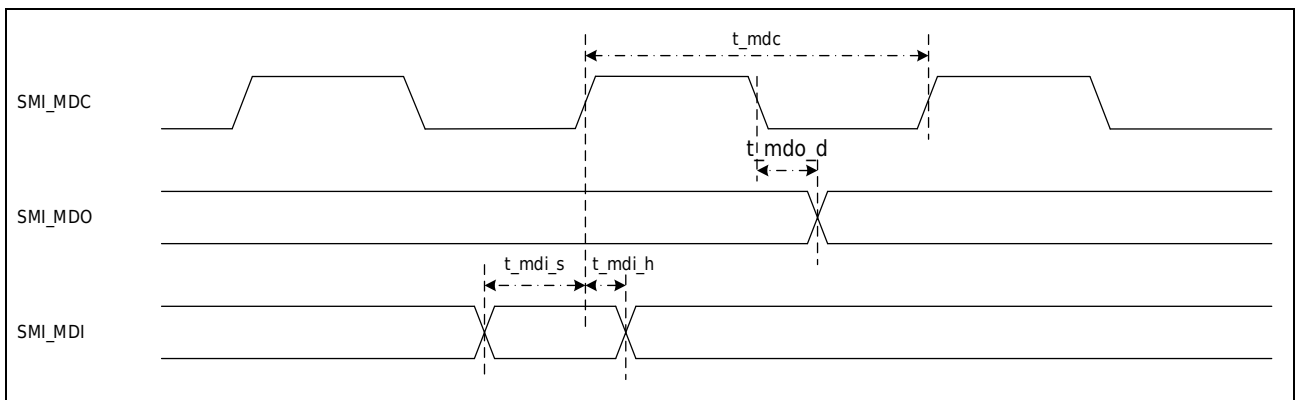 t_mdc
SMI_MDC
t_mdo_d
SMI_MDO
t_mdi_s t_mdi_h
SMI_MDI